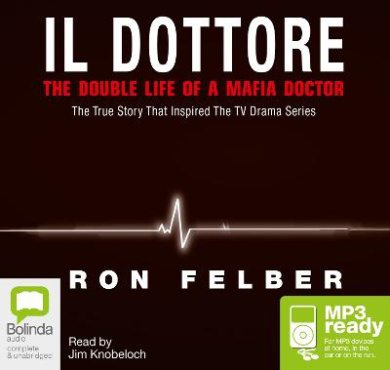 IL DOTTORE
THE DOUBLE LIFE OF A MAFIA DOCTOR
The True Story That Inspired The TV Drama Series
RON FELBER
Bolinda
audio
complete
& unabridged
Read by
Jim Knobeloch
MP3
ready
For MP3 devices
at home, in the
car or on the run.